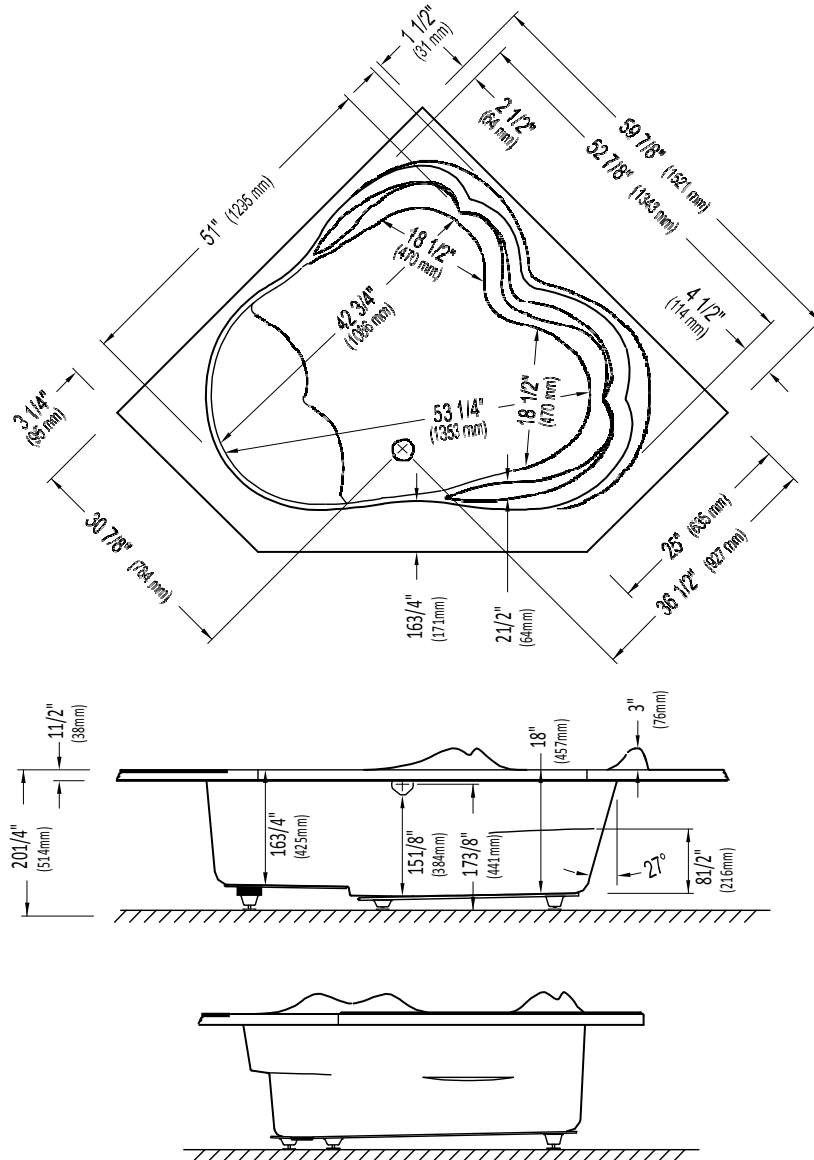 1 1/2"
(31 mm)
2 1/2"
(64 mm)
59 7/8" (1521 mm)
52 7/8" (1343 mm)
51" (1295 mm)
18 1/2"
(470 mm)
4 1/2"
(114 mm)
42 3/4"
(1086 mm)
3 1/4"
(95 mm)
53 1/4"
(1353 mm)
18 1/2"
(470 mm)
30 7/8" (784 mm)
25" (635 mm)
36 1/2" (927 mm)
163/4"
(171mm)
21/2"
(64mm)
11/2"
(38mm)
3"
(76mm)
18"
(457mm)
201/4"
(514mm)
163/4"
(425mm)
151/8"
(384mm)
173/8"
(441mm)
27°
81/2"
(216mm)